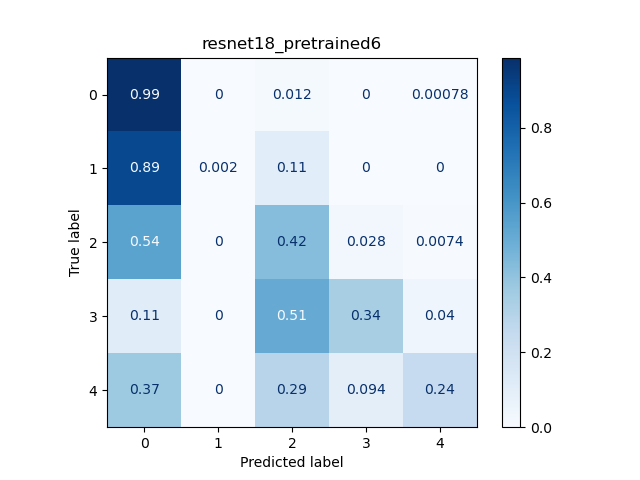 resnet18_pretrained6
0 0.99 0 0.012 0 0.00078
1 0.89 0.002 0.11 0 0
2 0.54 0 0.42 0.028 0.0074
3 0.11 0 0.51 0.34 0.04
4 0.37 0 0.29 0.094 0.24
0 1 2 3 4
Predicted label
True label
0.8
0.6
0.4
0.2
0.0